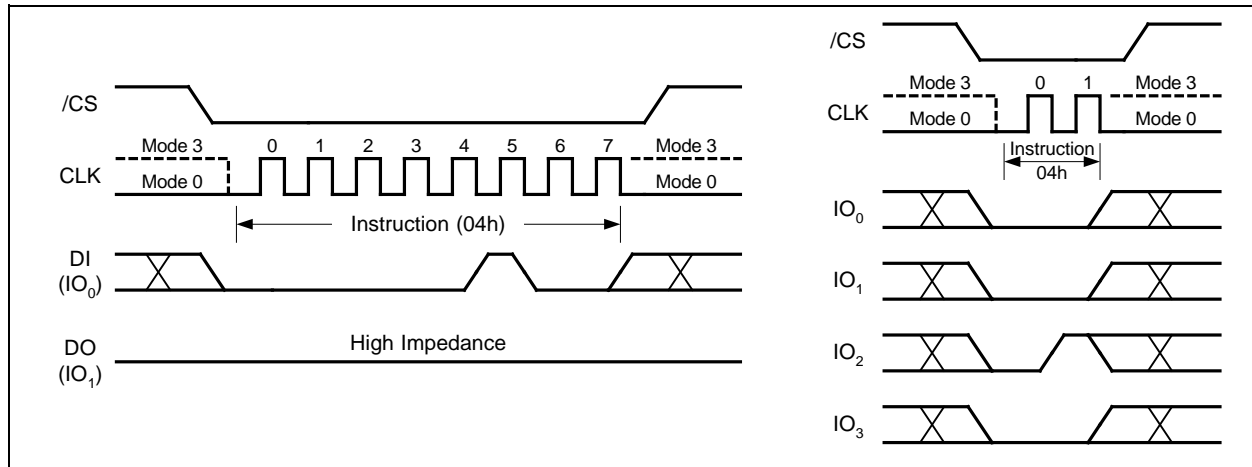 /CS
Mode 3
0
1
2
3
4
5
6
7
Mode 3
CLK
Mode 0
Mode 0
Instruction (04h)
DI
(IO0)
DO
(IO1)
High Impedance
/CS
Mode 3
0
1
Mode 3
CLK
Mode 0
Mode 0
Instruction
04h
IO0
IO1
IO2
IO3